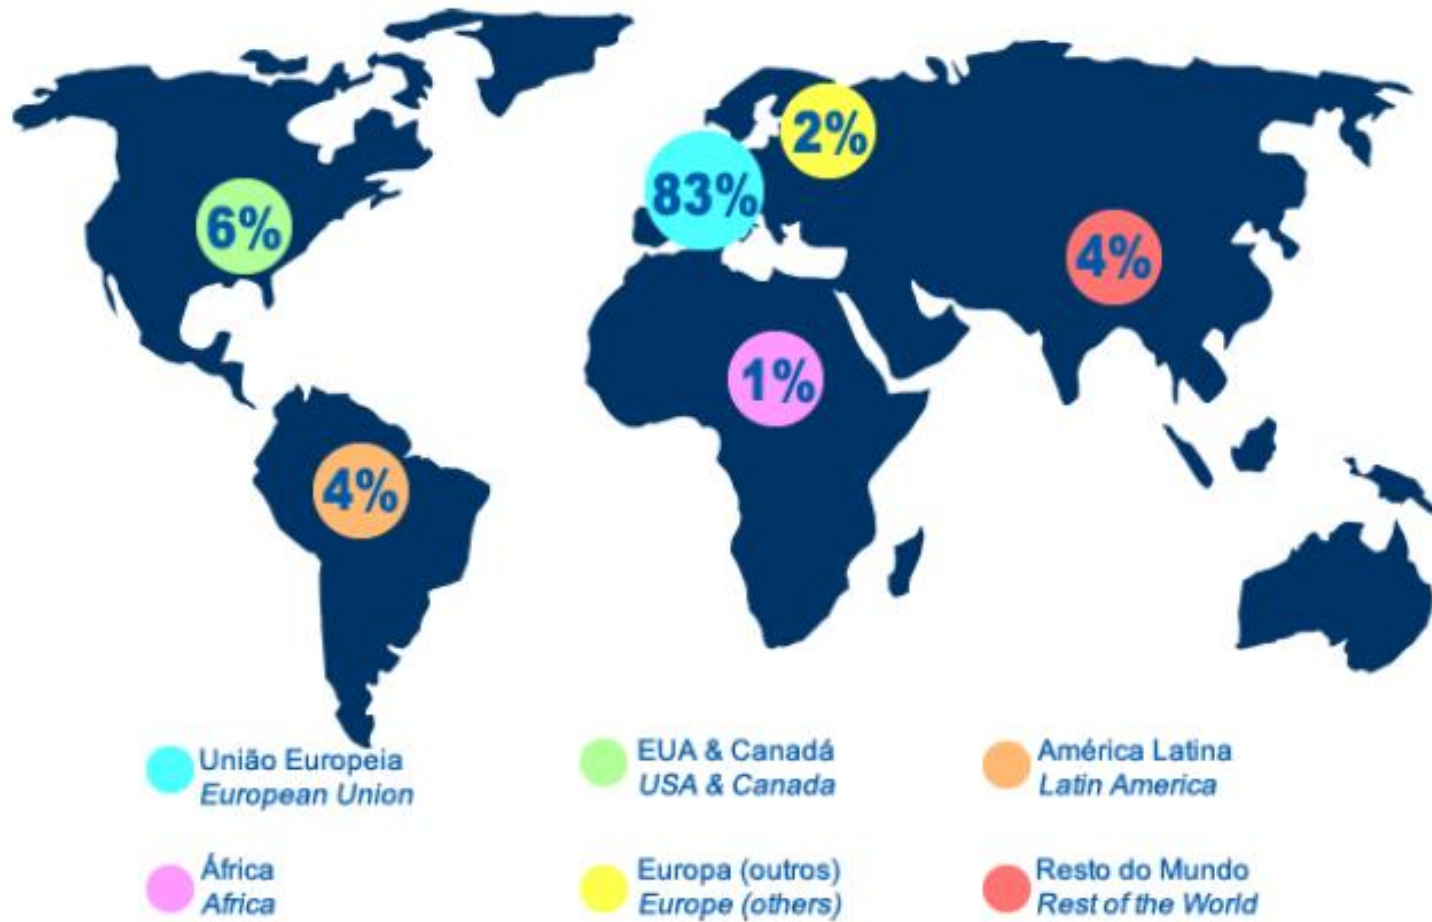 2%
83%
6%
4%
1%
4%
União Europeia
European Union
EUA & Canadá
USA & Canada
América Latina
Latin America
África
Africa
Europa (outros)
Europe (others)
Resto do Mundo
Rest of the World